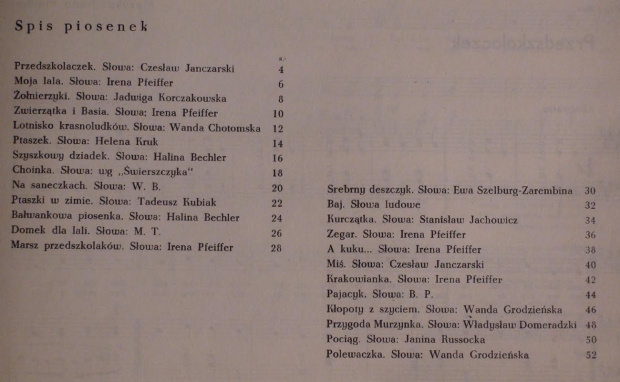 Spis piosenek
Przedszkolaczek. Słowa: Czesław Janczarski 4
Moja lala. Słowa: Irena Pfeiffer 6
Żołnierzyki. Słowa: Jadwiga Korczakowska 8
Zwierzątka i Basia. Słowa; Irena Pfeiffer 10
Lotnisko krasnoludków. Słowa: Wanda Chotomska 12
Ptaszek. Słowa: Helena Kruk 14
Szyszkowy dziadek. Słowa: Halina Bechler 16
Choinka. Słowa: wg „Świerszczyka” 18
Na saneczkach. Słowa: W. B. 20
Ptaszki w zimie. Słowa: Tadeusz Kubiak 22
Bałwankowa piosenka. Słowa: Halina Bechler 24
Domek dla lali. Słowa: M. T. 26
Marsz przedszkolaków. Słowa: Irena Pfeiffer 28
Srebrny deszczyk. Słowa: Ewa Szelburg-Zarembina 30
Baj. Słowa ludowe 32
Kurczątka. Słowa: Stanisław Jachowicz 34
Zegar. Słowa: Irena Pfeiffer 36
A kuku... Słowa: Irena Pfeiffer 38
Miś. Słowa: Czesław Janczarski 40
Krakowianka. Słowa: Irena Pfeiffer 42
Pajacyk. Słowa: B. P. 44
Kłopoty z szyciem. Słowa: Wanda Grodzieńska 46
Przygoda Murzynka. Słowa: Władysław Domeradzki 48
Pociąg. Słowa: Janina Russocka 50
Polewaczka. Słowa: Wanda Grodzieńska 52